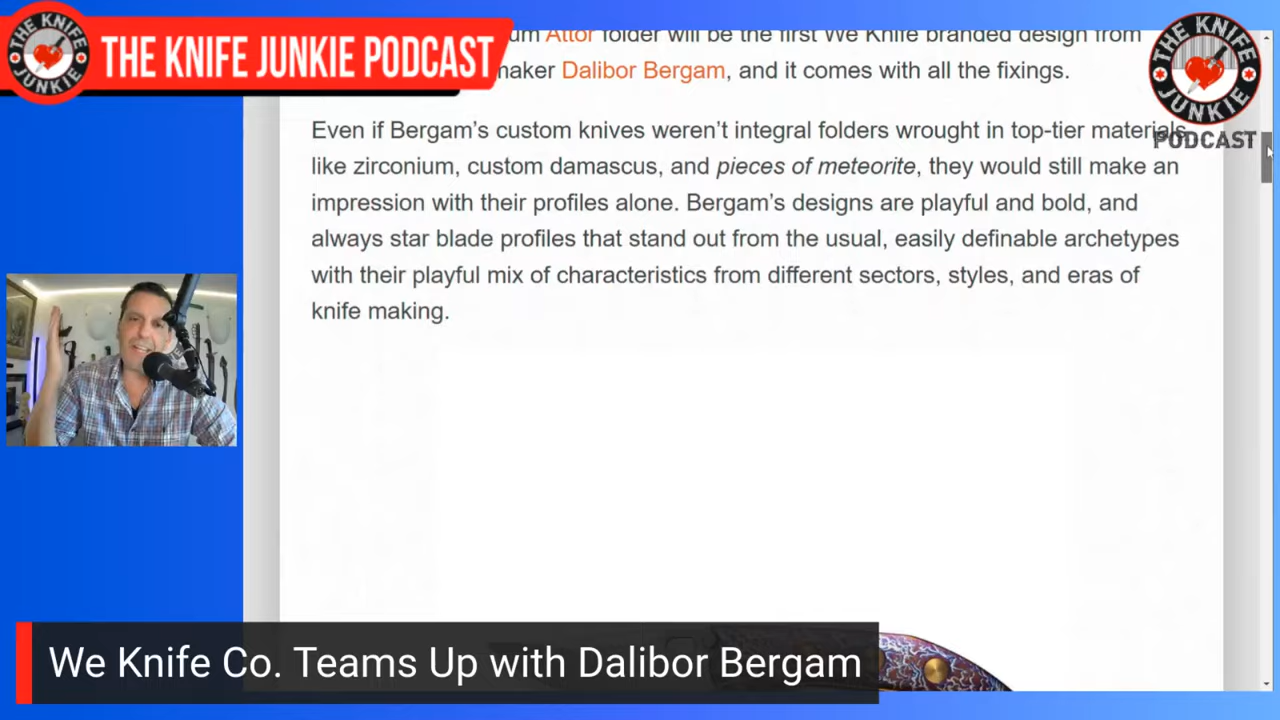 THE KNIFE JUNKIE
THE KNIFE JUNKIE PODCAST
Attor folder will be the first We Knife branded design from
Dalibor Bergam, and it comes with all the fixings.
THE KNIFE
JUNKIE
PODCAST
Even if Bergam's custom knives weren't integral folders wrought in top-tier materials
like zirconium, custom damascus, and pieces of meteorite, they would still make an
impression with their profiles alone. Bergam's designs are playful and bold, and
always star blade profiles that stand out from the usual, easily definable archetypes
with their playful mix of characteristics from different sectors, styles, and eras of
knife making.
We Knife Co. Teams Up with Dalibor Bergam